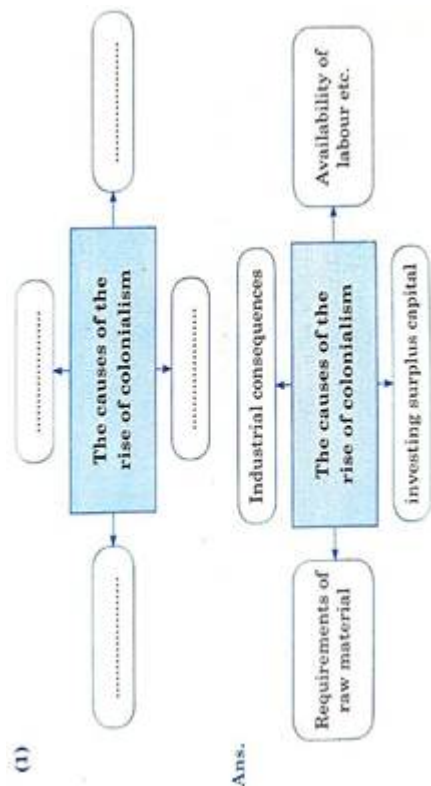 (1)
....................
....................
The causes of the
rise of colonialism
....................
....................
Ans.
Industrial consequences
Requirements of
raw material
The causes of the
rise of colonialism
Availability of
labour etc.
investing surplus capital